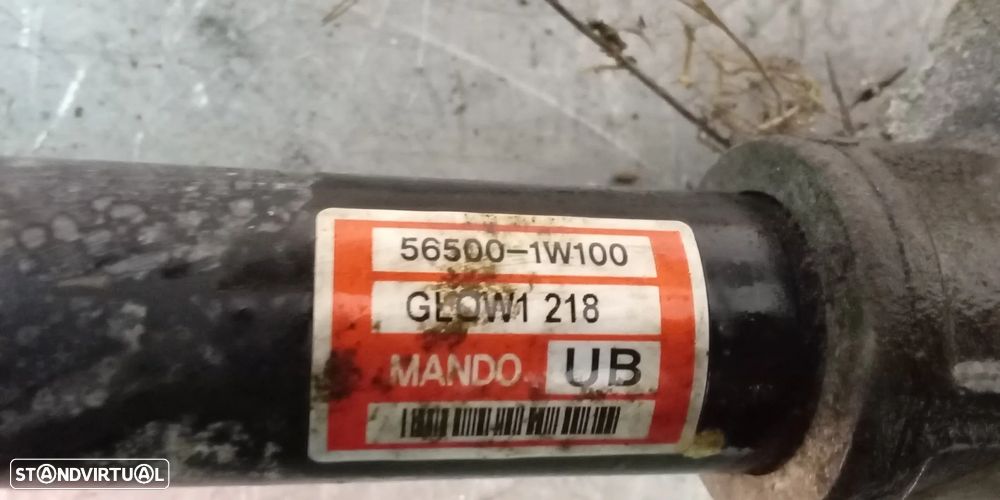 56500-1W100
GLOW1 218
MANDO UB
STANDVIRTUAL